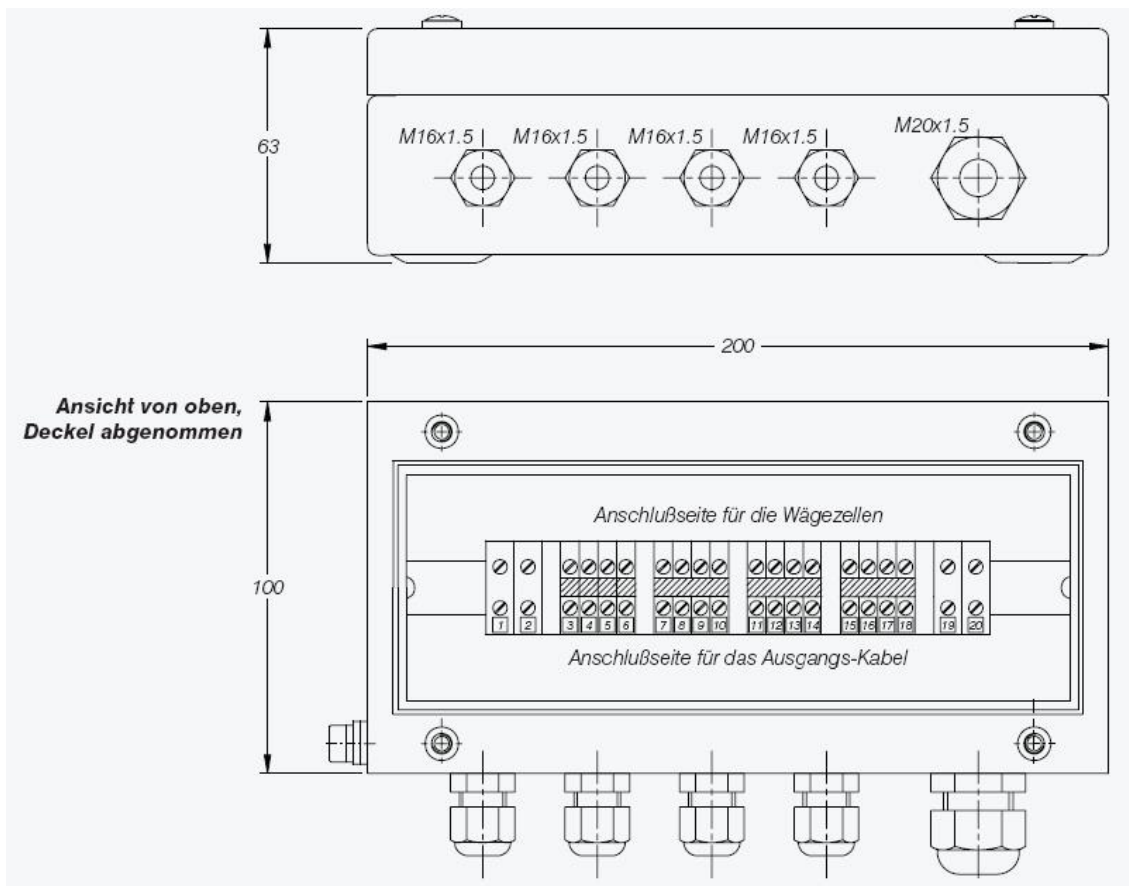 M16x1.5 M16x1.5 M16x1.5 M16x1.5 M20x1.5
63
200
Ansicht von oben,
Deckel abgenommen
100
Anschlußseite für die Wägezellen
1 2 3 4 5 6 7 8 9 10 11 12 13 14 15 16 17 18 19 20
Anschlußseite für das Ausgangs-Kabel